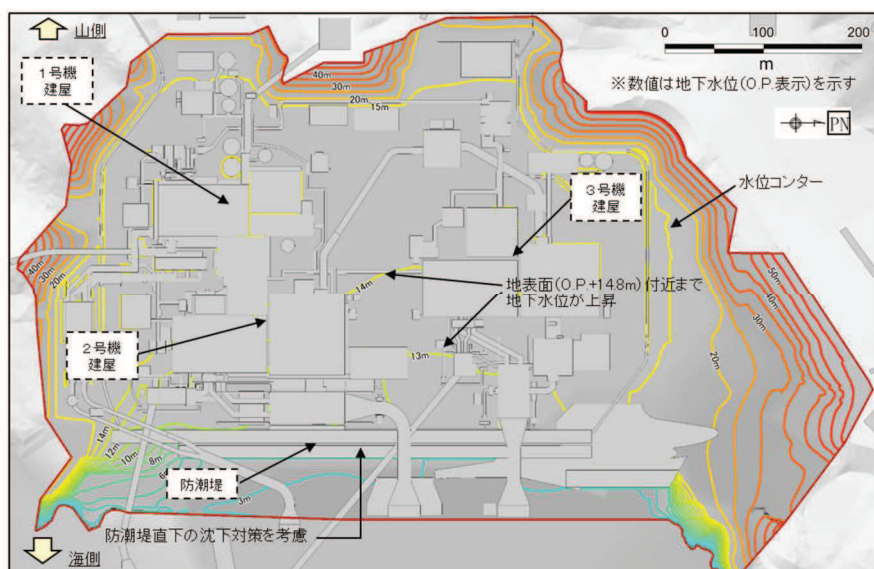 山側
0 100 200
m
※数値は地下水位(O.P.表示)を示す
PN
1号機
建屋
40m
30m
20m
15m
3号機
建屋
水位コンター
40m
30m
20m
14m
地表面(O.P.+14.8m)付近まで
地下水位が上昇
50m
40m
30m
20m
2号機
建屋
13m
14m
12m
10m
8m
3m
防潮堤
防潮堤直下の沈下対策を考慮
海側